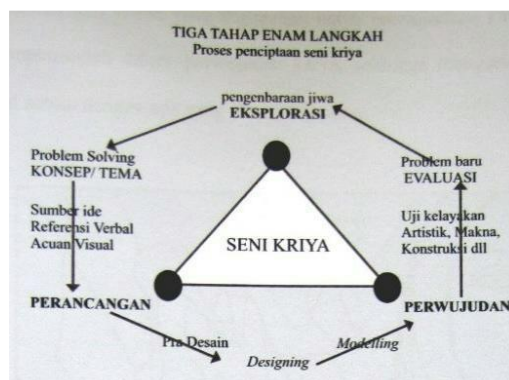 TIGA TAHAP ENAM LANGKAH
Proses penciptaan seni kriya
pengenbaraan jiwa
EKSPLORASI
Problem Solving
KONSEP/ TEMA
Sumber ide
Referensi Verbal
Acuan Visual
PERANCANGAN
Pra Desain
Designing
Modelling
PERWUJUDAN
Uji kelayakan
Artistik, Makna,
Konstruksi dll
Problem baru
EVALUASI
SENI KRIYA